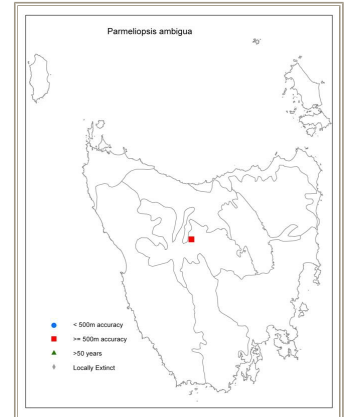 Parmeliopsis ambigua
< 500m accuracy
>= 500m accuracy
>50 years
Locally Extinct